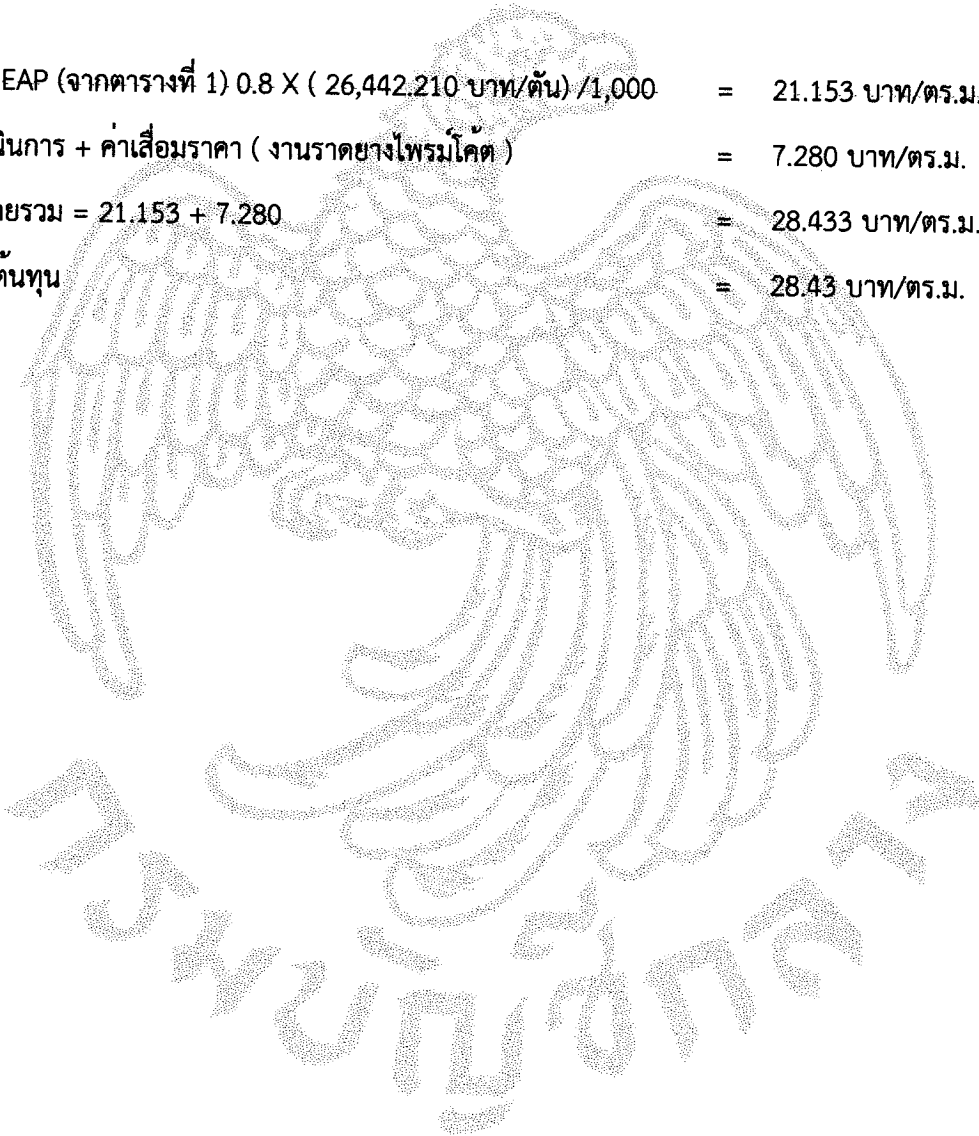 EAP (จากตารางที่ 1) 0.8 X ( 26,442.210 บาท/ตัน) /1,000 = 21.153 บาท/ตร.ม.
นินการ + ค่าเสื่อมราคา ( งานราดยางไพรม์โค้ต ) = 7.280 บาท/ตร.ม.
ายรวม = 21.153 + 7.280 = 28.433 บาท/ตร.ม.
ต้นทุน = 28.43 บาท/ตร.ม.
กรมบัญชีกลาง